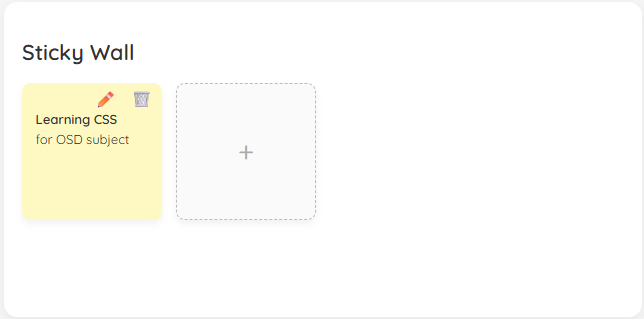 Sticky Wall
Learning CSS
for OSD subject
+